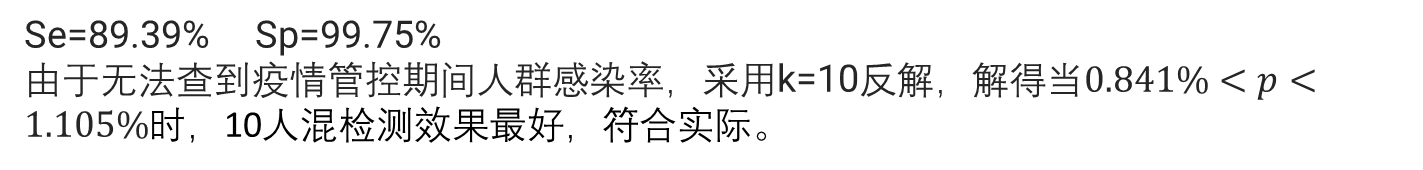 Se=89.39% Sp=99.75%
由于无法查到疫情管控期间人群感染率，采用k=10反解，解得当0.841% < p <
1.105%时，10人混检测效果最好，符合实际。